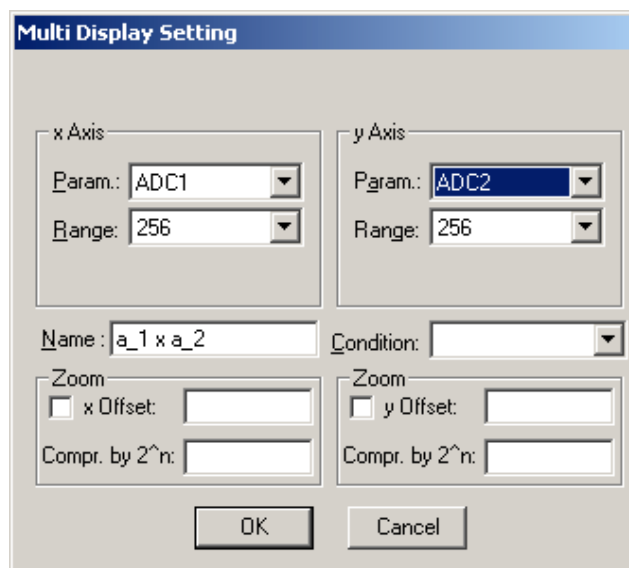 Multi Display Setting
x Axis
y Axis
Param.: ADC1
Param.: ADC2
Range: 256
Range: 256
Name : a_1 x a_2
Condition:
Zoom
Zoom
x Offset:
y Offset:
Compr. by 2^n:
Compr. by 2^n:
OK
Cancel